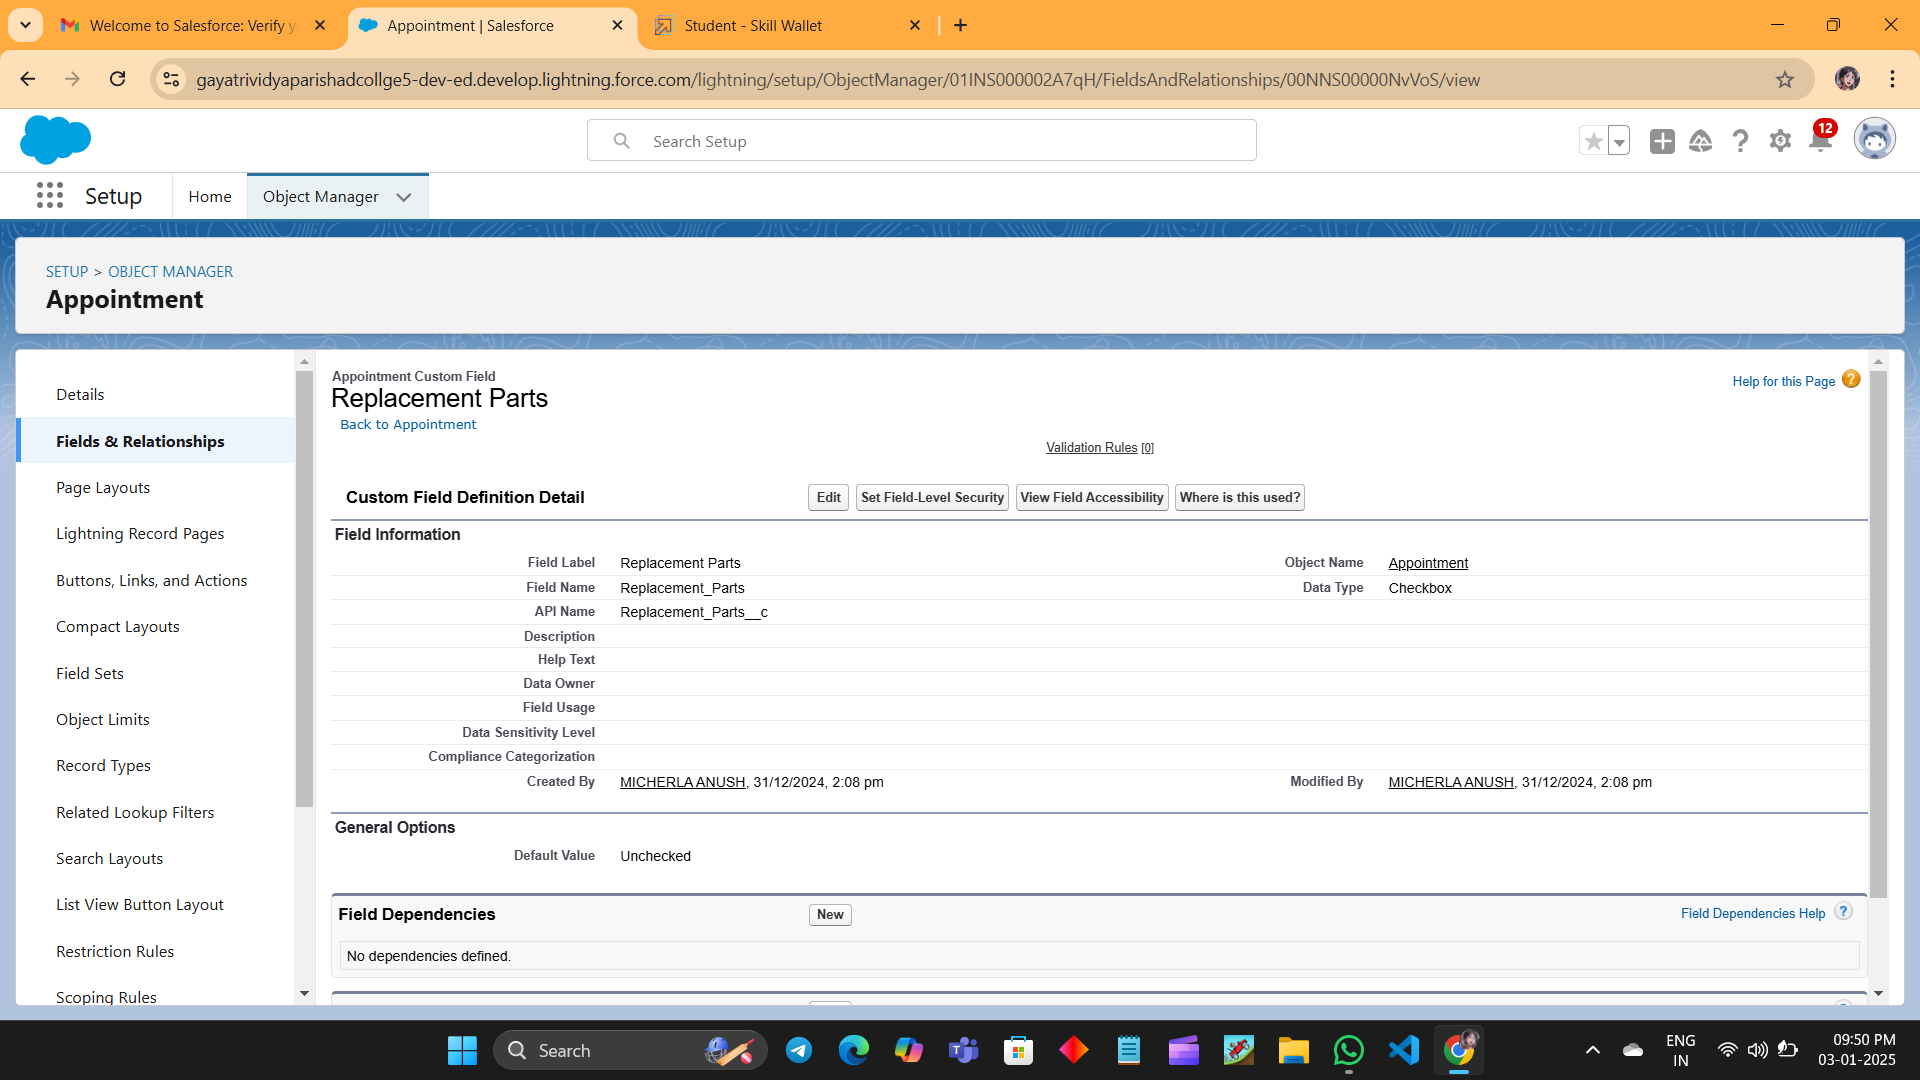 Welcome to Salesforce: Verify
Appointment | Salesforce
Student - Skill Wallet
gayatrividyaparishadcollge5-dev-ed.develop.lightning.force.com/lightning/setup/ObjectManager/01INS000002A7qH/FieldsAndRelationships/00NNS00000NvVoS/view
Search Setup
12
Setup
Home
Object Manager
SETUP > OBJECT MANAGER
Appointment
Details
Fields & Relationships
Page Layouts
Lightning Record Pages
Buttons, Links, and Actions
Compact Layouts
Field Sets
Object Limits
Record Types
Related Lookup Filters
Search Layouts
List View Button Layout
Restriction Rules
Scoping Rules
Appointment Custom Field
Replacement Parts
Back to Appointment
Help for this Page
Validation Rules [0]
Custom Field Definition Detail
Edit
Set Field-Level Security
View Field Accessibility
Where is this used?
Field Information
Field Label Replacement Parts Object Name Appointment
Field Name Replacement_Parts Data Type Checkbox
API Name Replacement_Parts__c
Description
Help Text
Data Owner
Field Usage
Data Sensitivity Level
Compliance Categorization
Created By MICHERLA ANUSH, 31/12/2024, 2:08 pm Modified By MICHERLA ANUSH, 31/12/2024, 2:08 pm
General Options
Default Value Unchecked
Field Dependencies New Field Dependencies Help
No dependencies defined.
Search
ENG
IN
09:50 PM
03-01-2025